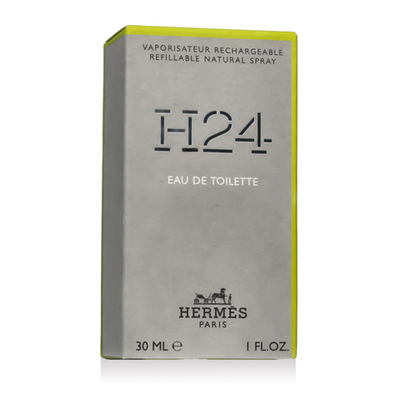 VAPORISATEUR RECHARGEABLE
REFILLABLE NATURAL SPRAY
H24
EAU DE TOILETTE
HERMÈS
PARIS
30 ML ℮ 1 FL.OZ.